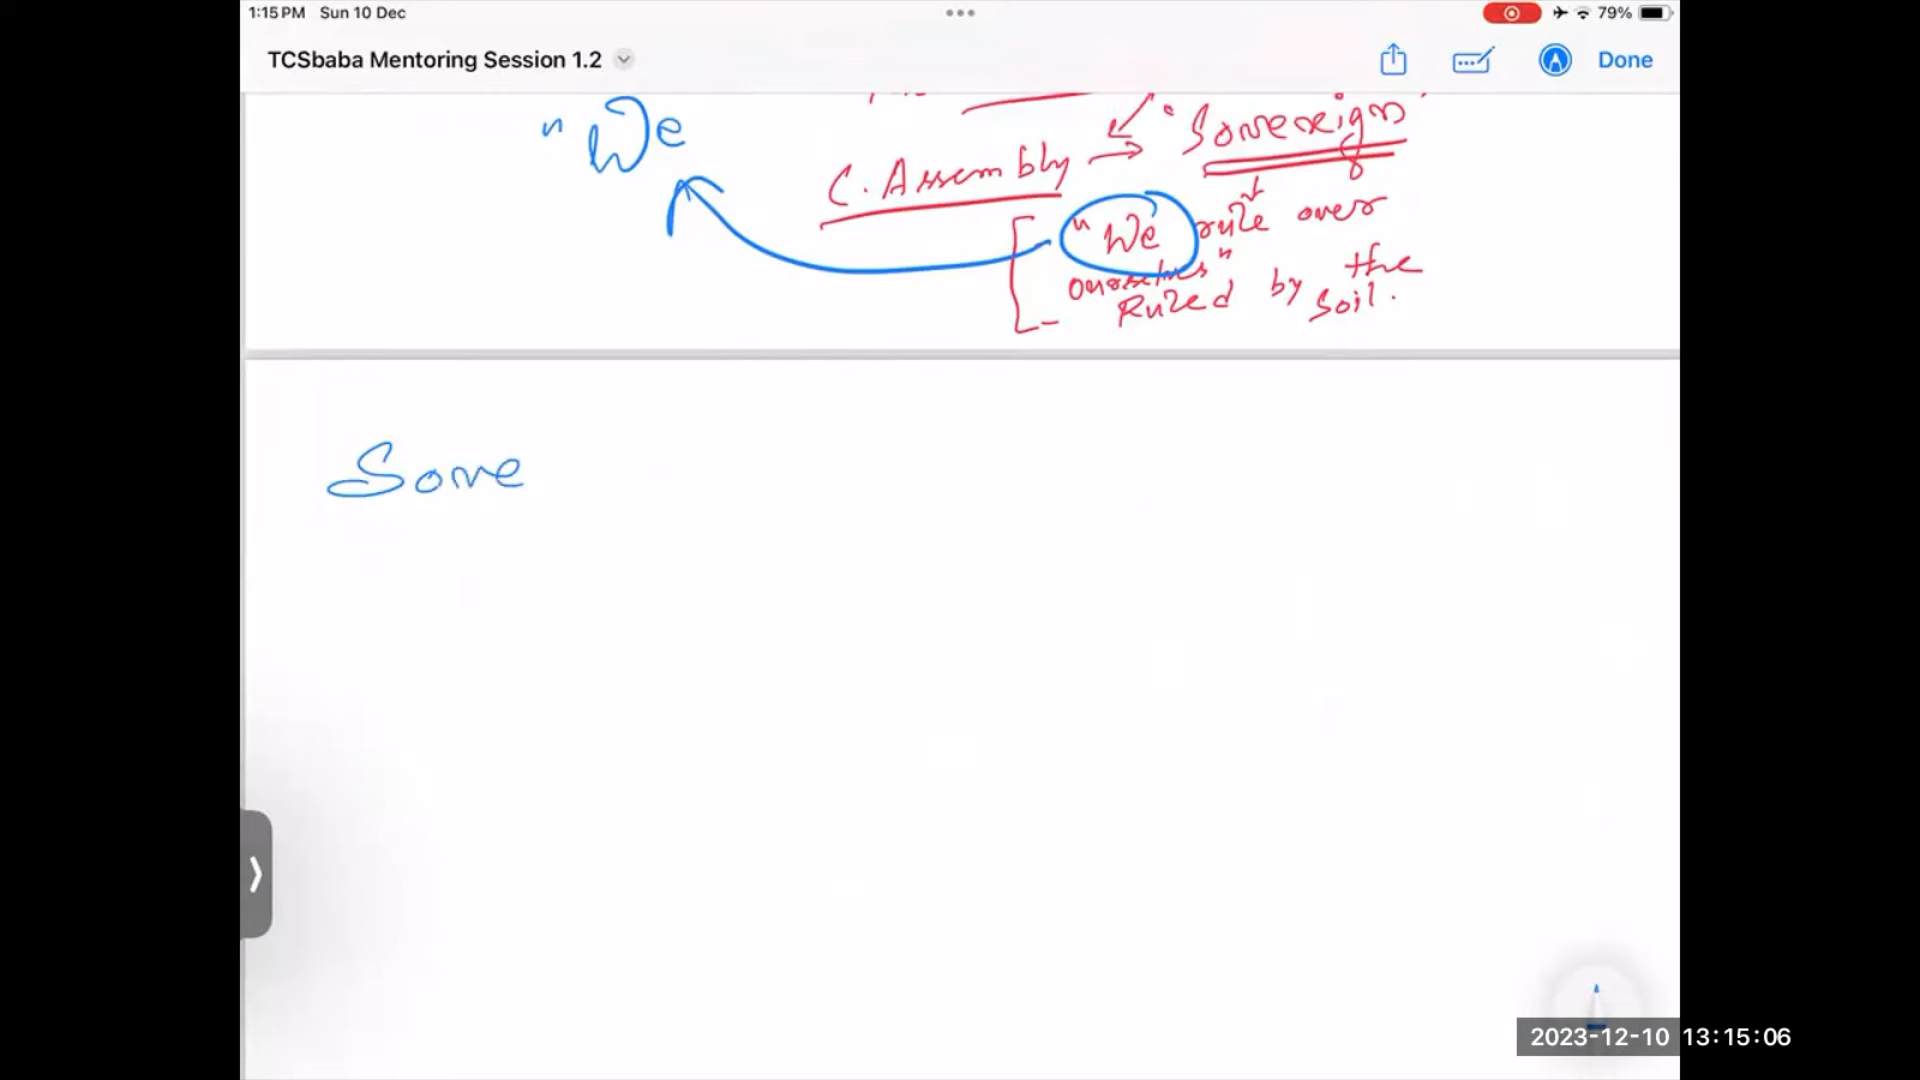 1:15 PM Sun 10 Dec
79%
TCSbaba Mentoring Session 1.2
Done
"We
"Sovereign
C. Assembly
"We rule over
ourselves"
Ruled by the
Soil.
Sove
2023-12-10 13:15:06